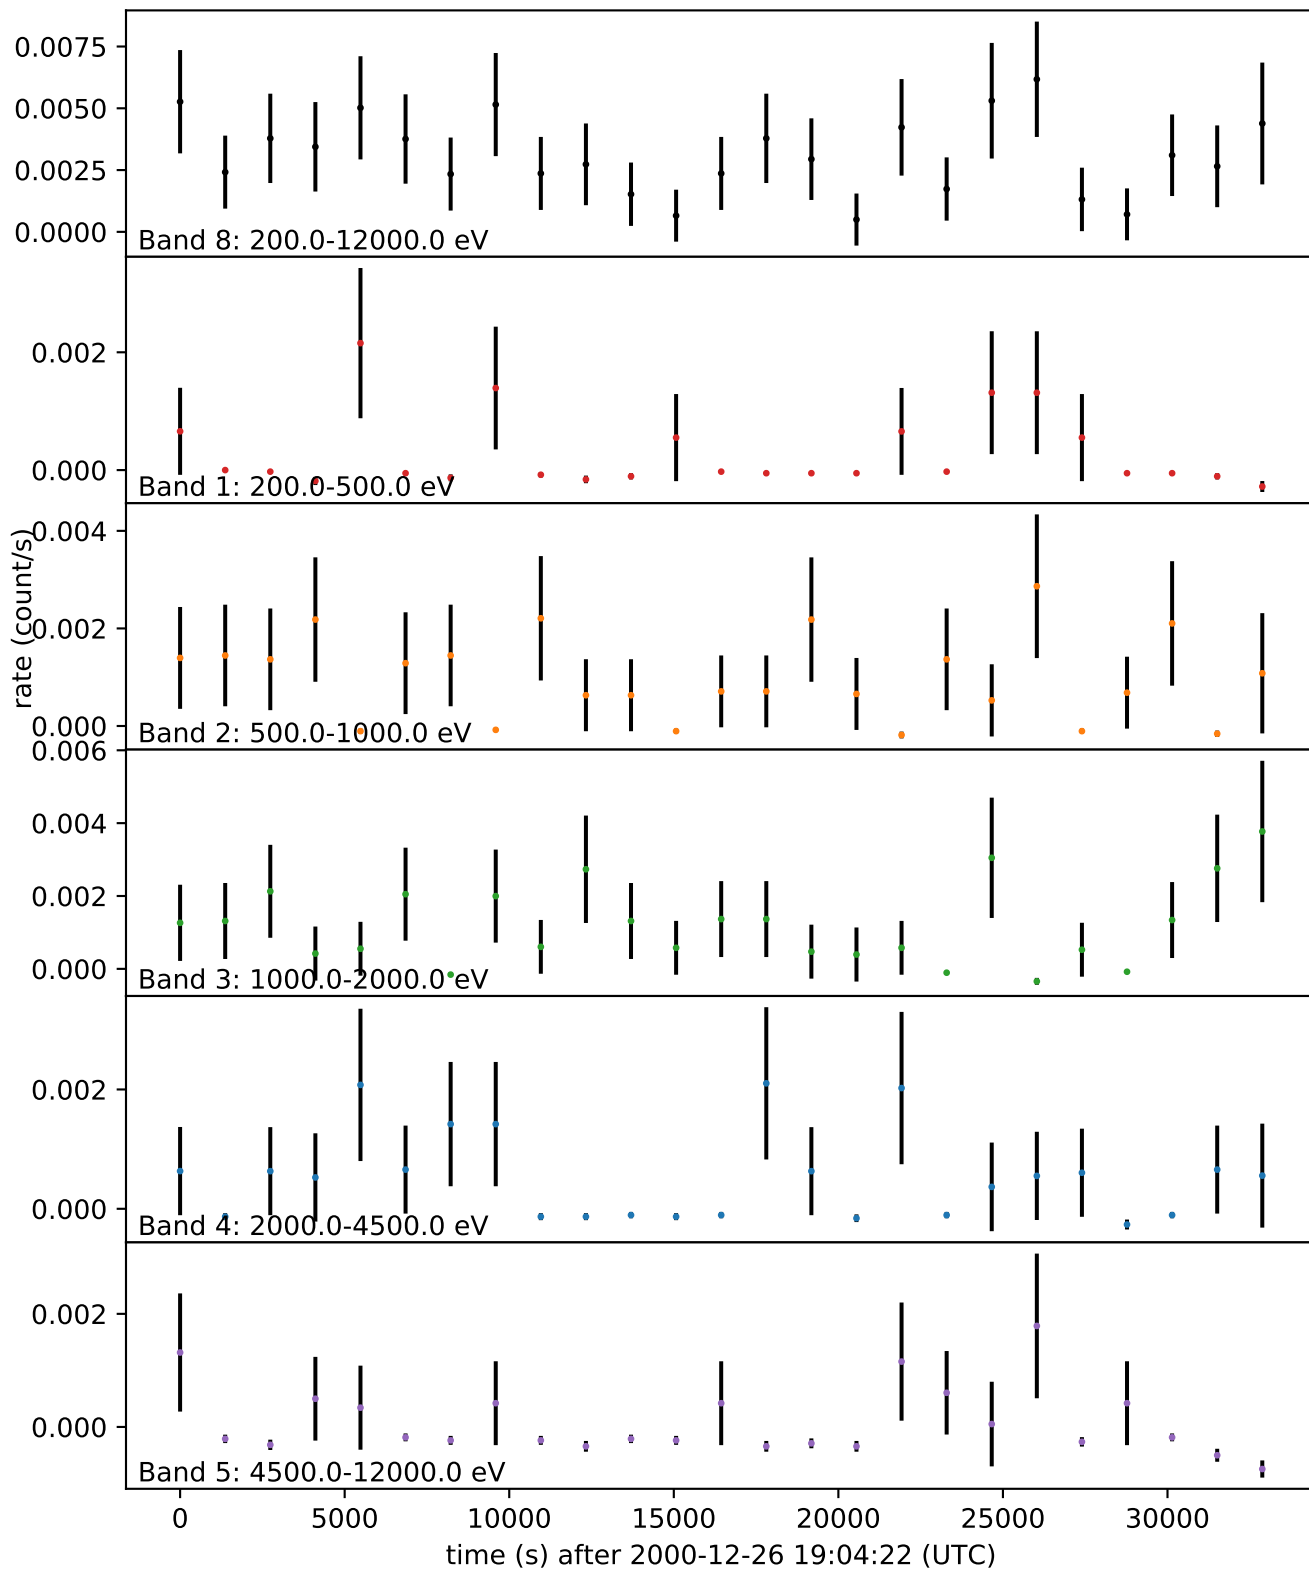 0.0075
0.0050
0.0025
0.0000
Band 8: 200.0-12000.0 eV
0.002
0.000
Band 1: 200.0-500.0 eV
rate (count/s)
0.004
0.002
0.000
Band 2: 500.0-1000.0 eV
0.006
0.004
0.002
0.000
Band 3: 1000.0-2000.0 eV
0.002
0.000
Band 4: 2000.0-4500.0 eV
0.002
0.000
Band 5: 4500.0-12000.0 eV
0 5000 10000 15000 20000 25000 30000
time (s) after 2000-12-26 19:04:22 (UTC)